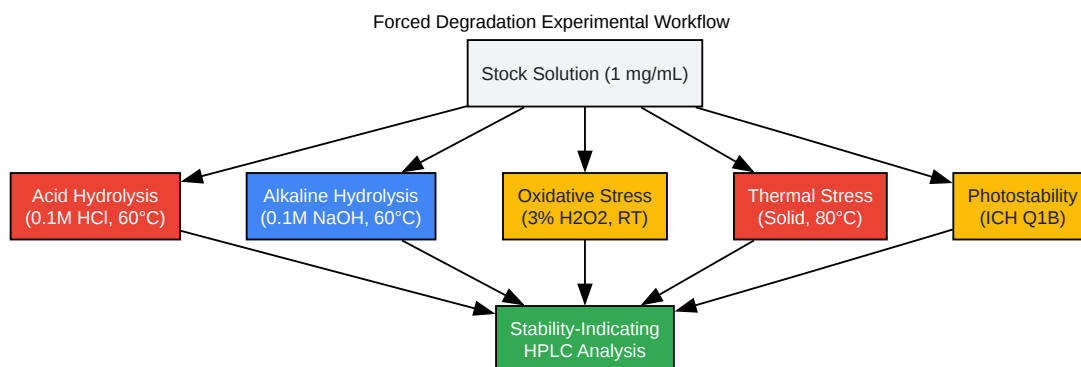 Forced Degradation Experimental Workflow
Stock Solution (1 mg/mL)
Acid Hydrolysis
(0.1M HCl, 60°C)
Alkaline Hydrolysis
(0.1M NaOH, 60°C)
Oxidative Stress
(3% H2O2, RT)
Thermal Stress
(Solid, 80°C)
Photostability
(ICH Q1B)
Stability-Indicating
HPLC Analysis